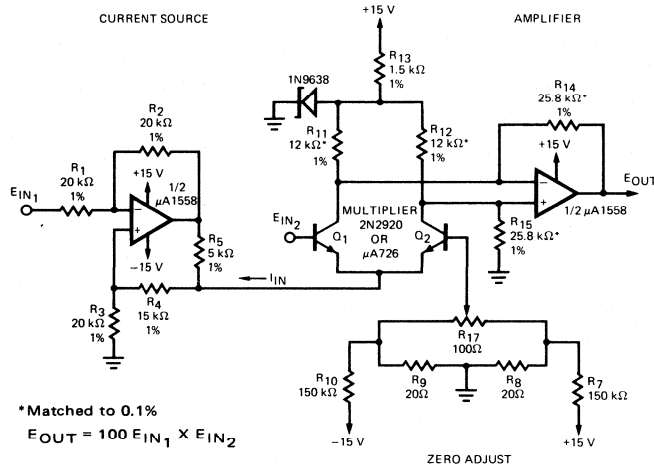 CURRENT SOURCE
+15 V
AMPLIFIER
R13
1.5 kΩ
1%
1N9638
R14
25.8 kΩ*
1%
R2
20 kΩ
1%
R11
12 kΩ*
1%
R12
12 kΩ*
1%
+15 V
EOUT
R1
20 kΩ
1%
+15 V
1/2
μA1558
EIN1
−
+
−
+
1/2 μA1558
EIN2
MULTIPLIER
2N2920
OR
μA726
Q1
Q2
R15
25.8 kΩ*
1%
−15 V
R5
5 kΩ
1%
IIN
R3
20 kΩ
1%
R4
15 kΩ
1%
R17
100Ω
R10
150 kΩ
R9
20Ω
R8
20Ω
R7
150 kΩ
−15 V
+15 V
*Matched to 0.1%
EOUT = 100 EIN1 X EIN2
ZERO ADJUST